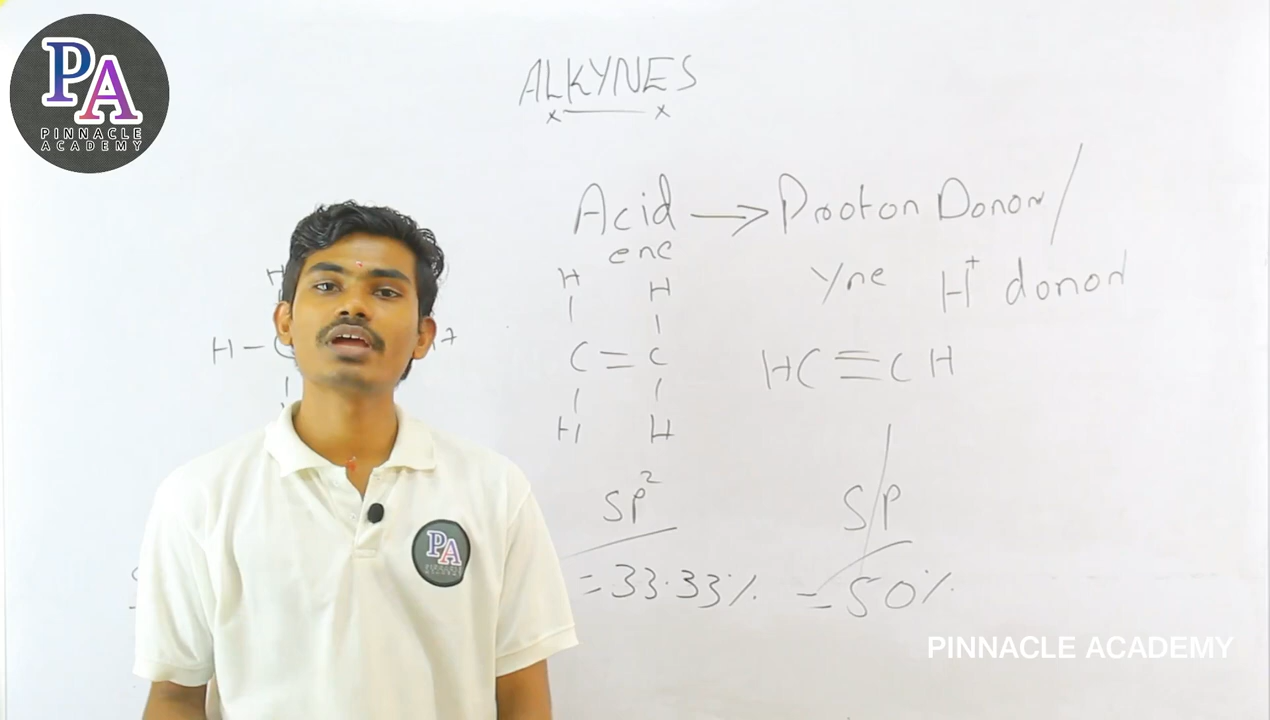 PA
PINNACLE
ACADEMY
ALKYNES
Acid → Proton Donor/
ene
yne H⁺ donor
H H
C = C
H H
H - C
HC ≡ CH
sp² sp
= 33.33% = 50%
PA
PINNACLE ACADEMY